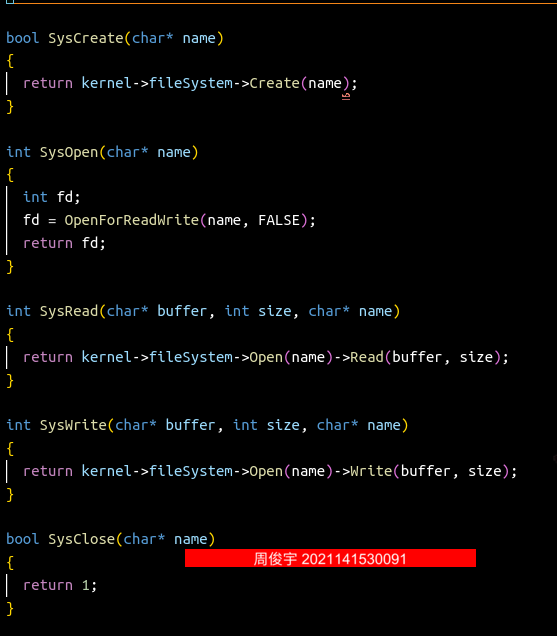 bool SysCreate(char* name)
{
return kernel->fileSystem->Create(name);
}
int SysOpen(char* name)
{
int fd;
fd = OpenForReadWrite(name, FALSE);
return fd;
}
int SysRead(char* buffer, int size, char* name)
{
return kernel->fileSystem->Open(name)->Read(buffer, size);
}
int SysWrite(char* buffer, int size, char* name)
{
return kernel->fileSystem->Open(name)->Write(buffer, size);
}
bool SysClose(char* name)
周俊宇 2021141530091
{
return 1;
}